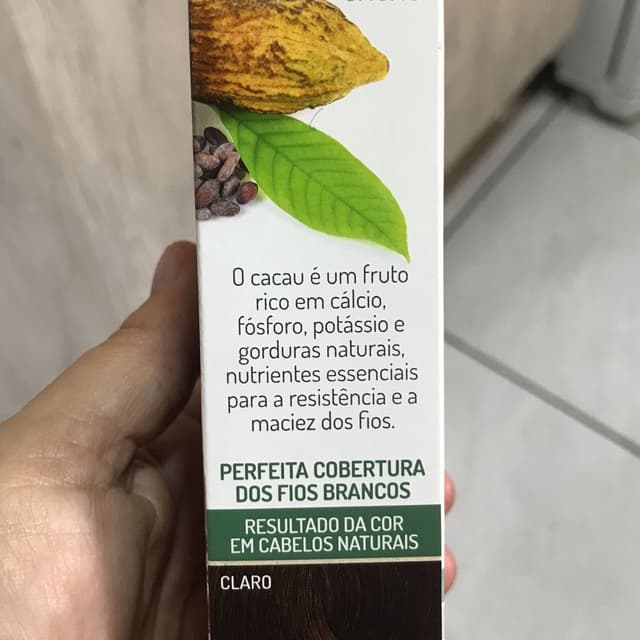 O cacau é um fruto
rico em cálcio,
fósforo, potássio e
gorduras naturais,
nutrientes essenciais
para a resistência e a
maciez dos fios.
PERFEITA COBERTURA
DOS FIOS BRANCOS
RESULTADO DA COR
EM CABELOS NATURAIS
CLARO